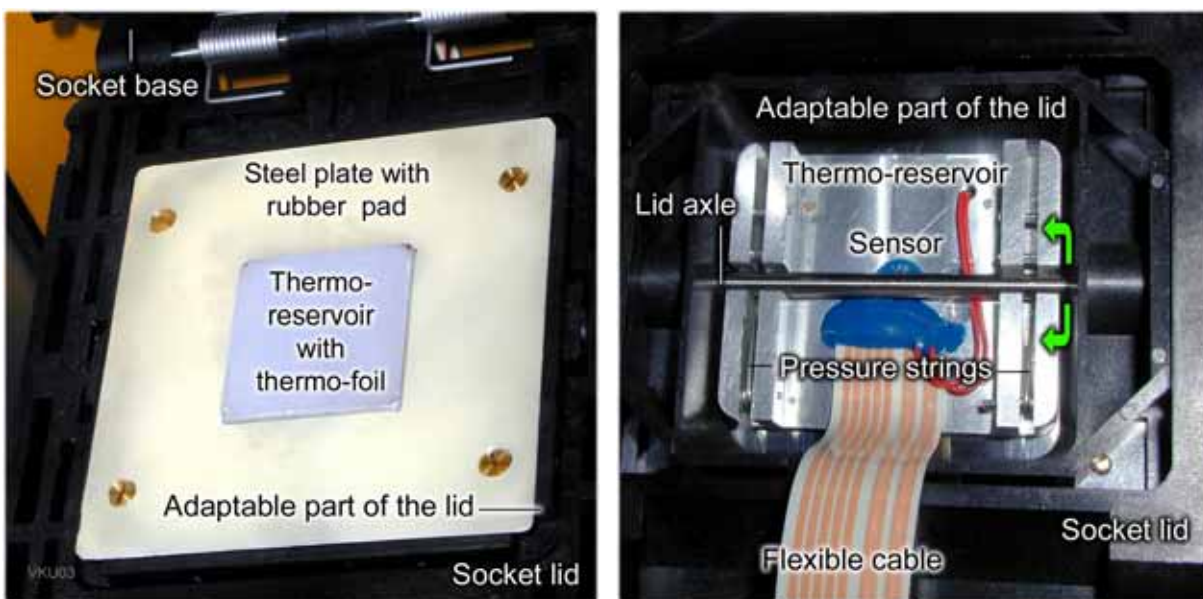 Socket base
Steel plate with
rubber pad
Thermo-
reservoir
with
thermo-foil
Adaptable part of the lid
VKU03
Socket lid
Adaptable part of the lid
Thermo-reservoir
Lid axle
Sensor
Pressure strings
Socket lid
Flexible cable